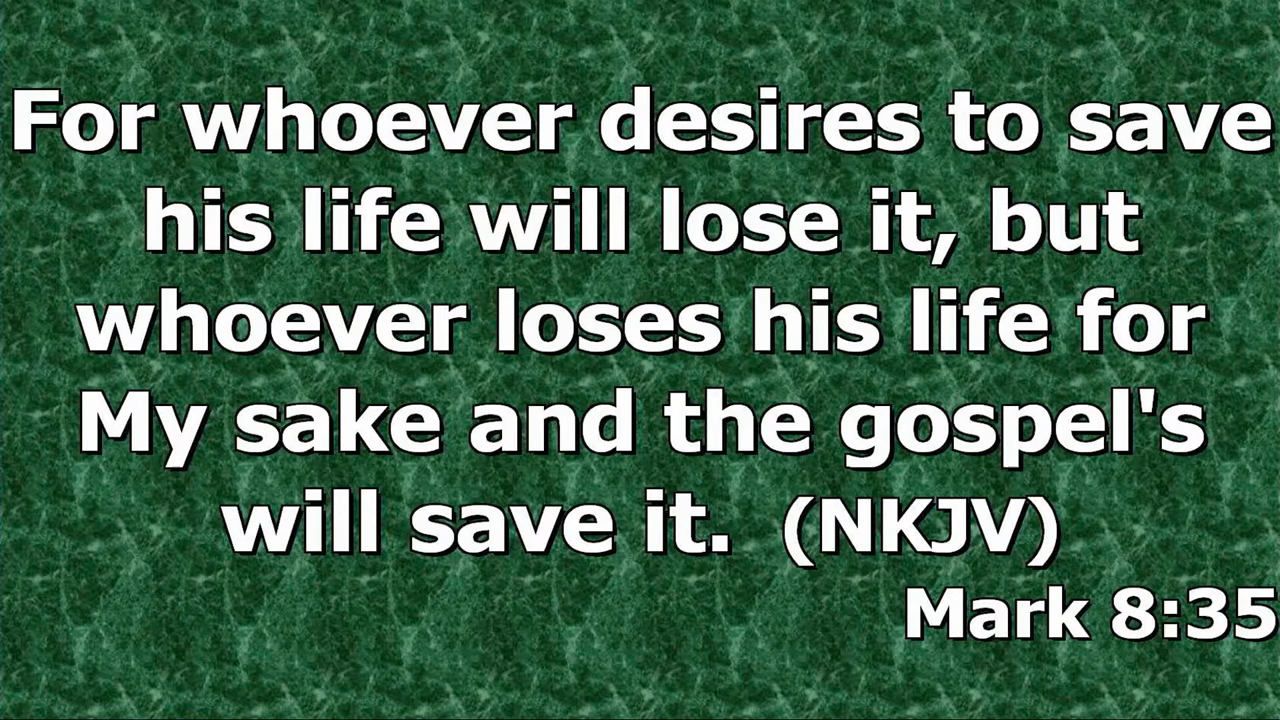 For whoever desires to save
his life will lose it, but
whoever loses his life for
My sake and the gospel's
will save it.  (NKJV)
Mark 8:35